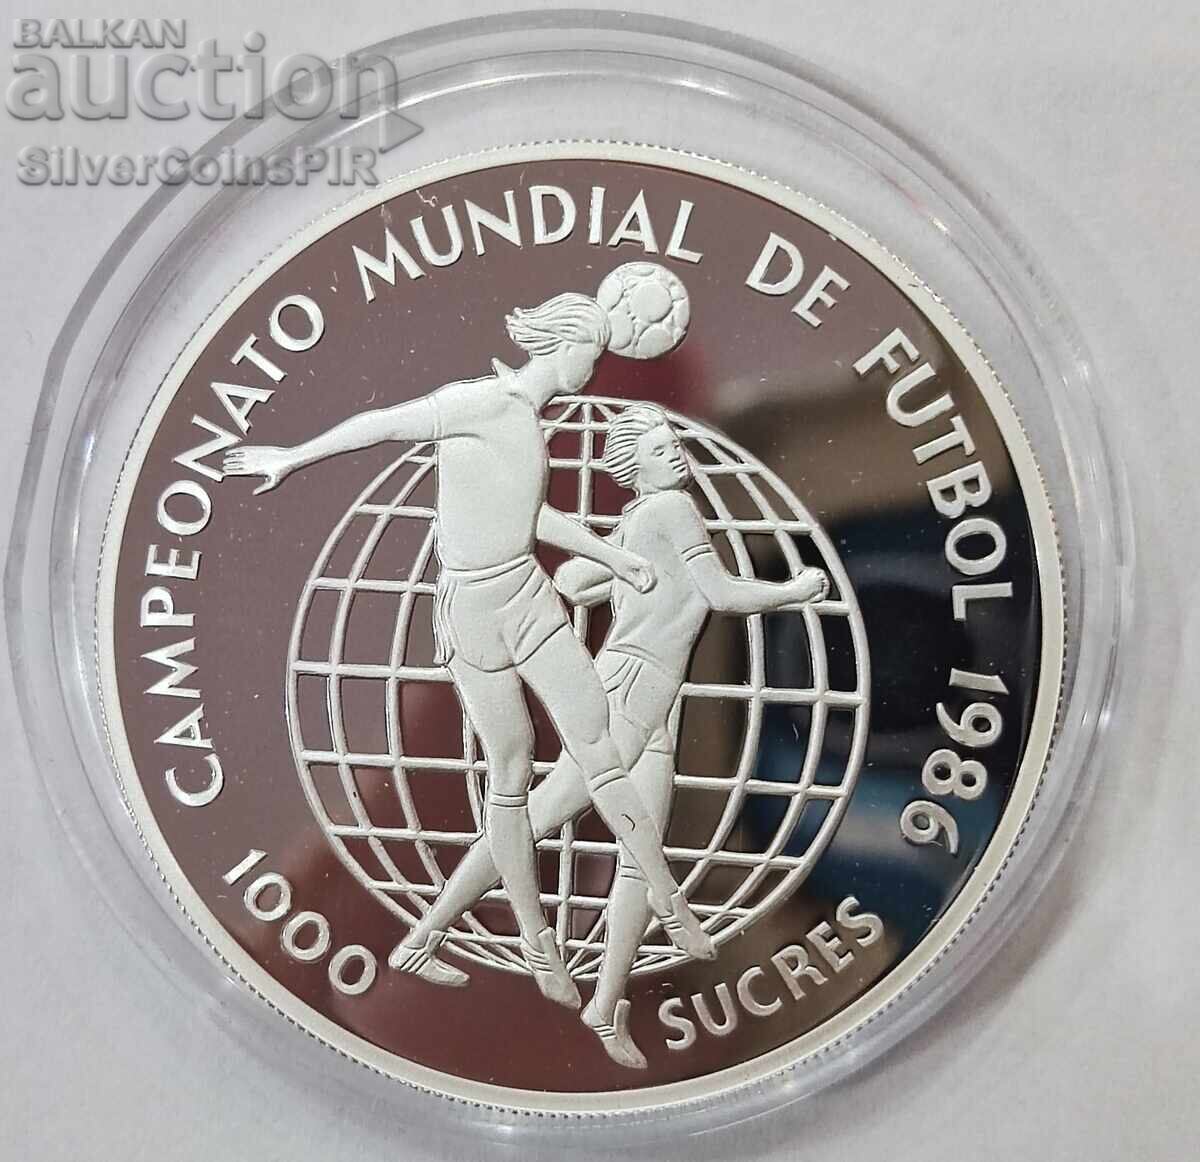 BALKAN
auction
SilverCoinsPIR
CAMPEONATO MUNDIAL DE FUTBOL 1986
1000 SUCRES